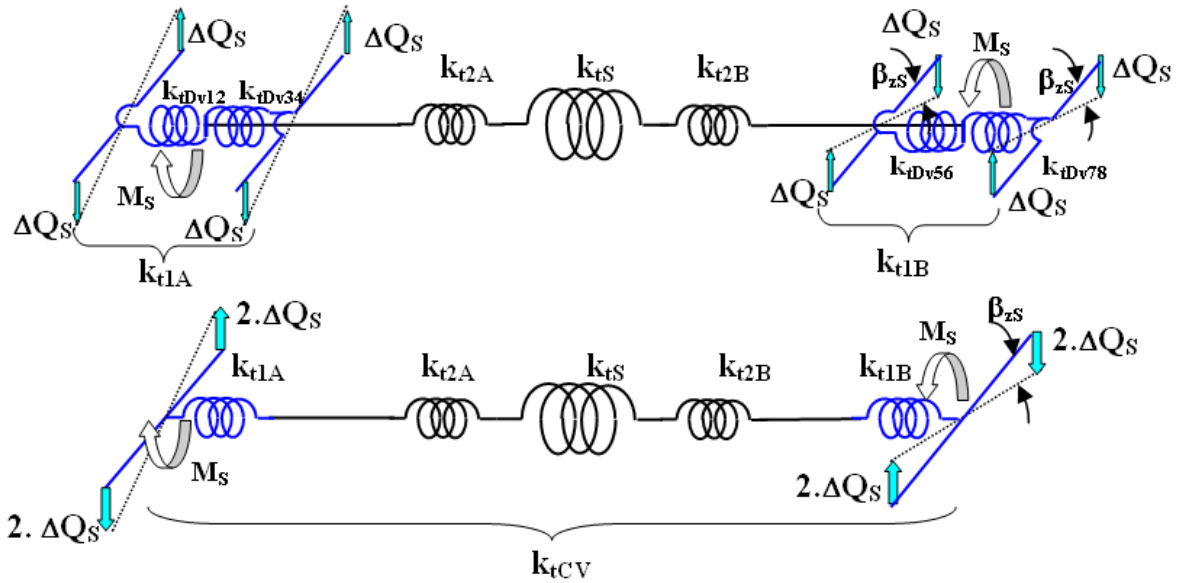 ΔQs ΔQs ΔQs
kt2A ktS kt2B Ms ΔQs
ktDv12 ktDv34 βzS βzS
Ms ktDv56 ktDv78
ΔQs ΔQs ΔQs ΔQs
kt1A kt1B
2.ΔQs βzS
kt1A kt2A ktS kt2B kt1B Ms 2.ΔQs
Ms
2. ΔQs 2.ΔQs
ktCV